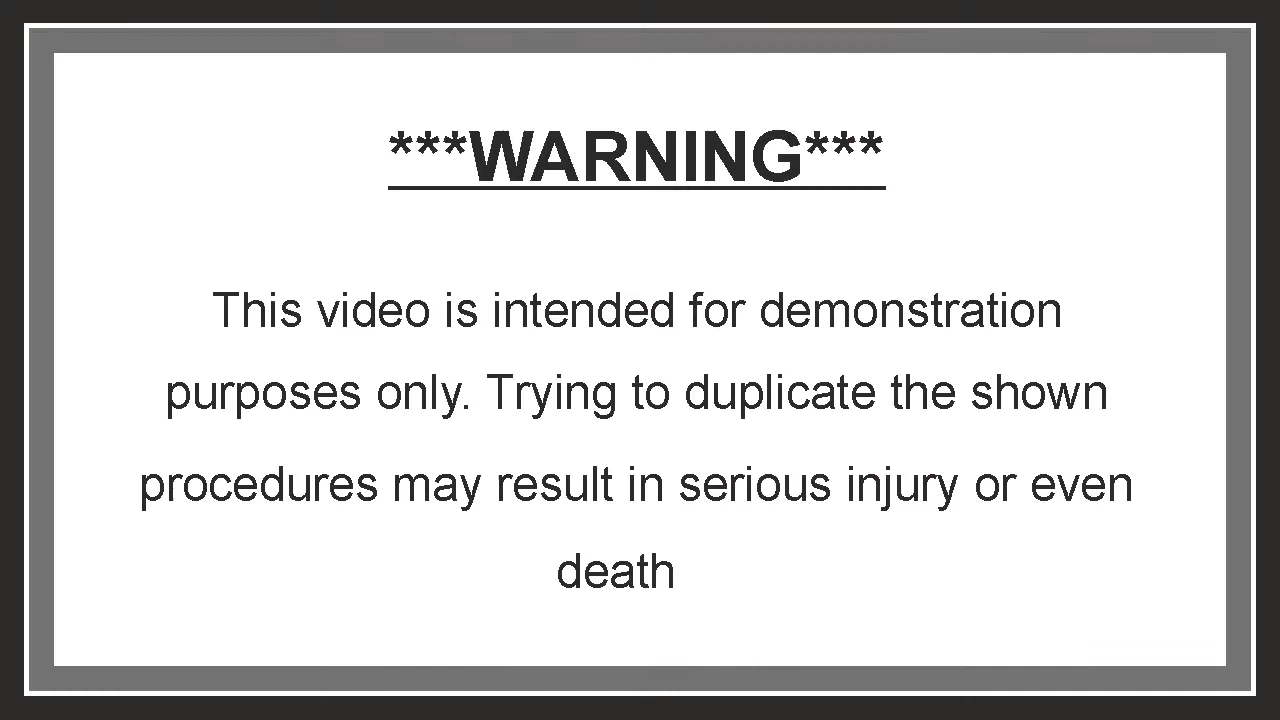 ***WARNING***
This video is intended for demonstration
purposes only. Trying to duplicate the shown
procedures may result in serious injury or even
death